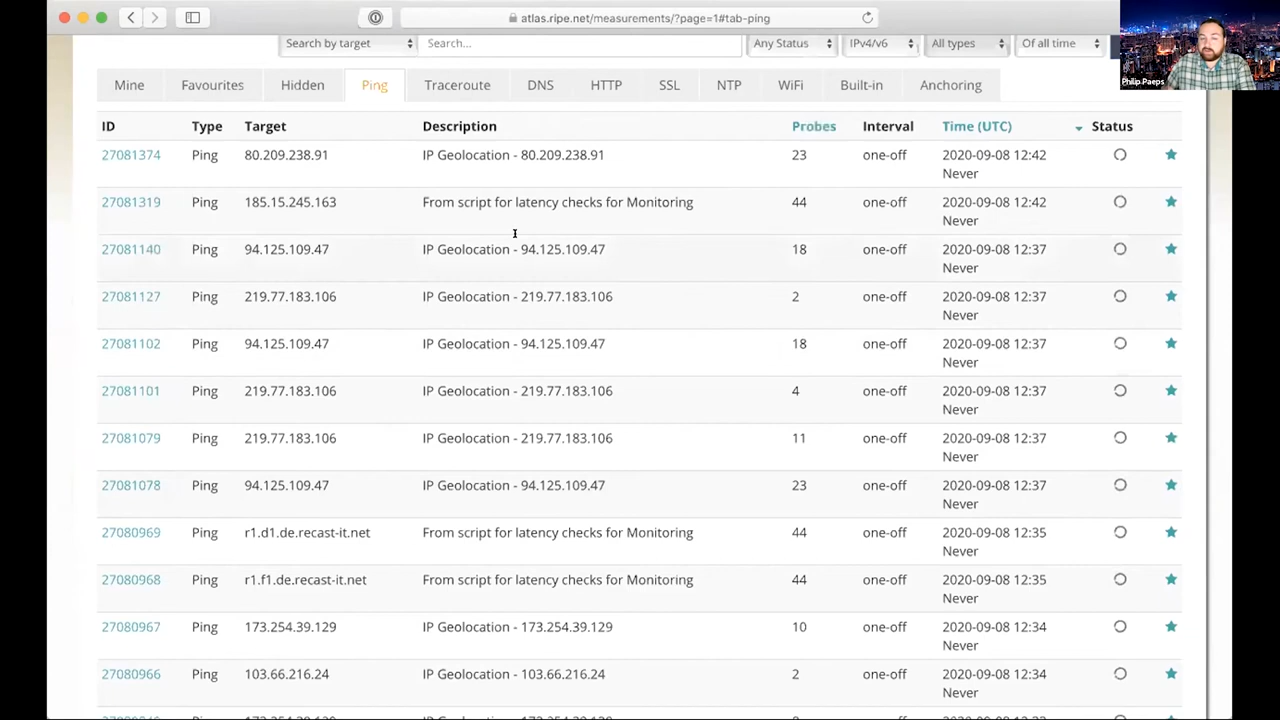 atlas.ripe.net/measurements/?page=1#tab-ping
Philip Paeps
Search by target Search... Any Status IPv4/v6 All types Of all time
Mine Favourites Hidden Ping Traceroute DNS HTTP SSL NTP WiFi Built-in Anchoring
ID Type Target Description Probes Interval Time (UTC) Status
27081374 Ping 80.209.238.91 IP Geolocation - 80.209.238.91 23 one-off 2020-09-08 12:42
Never
27081319 Ping 185.15.245.163 From script for latency checks for Monitoring 44 one-off 2020-09-08 12:42
Never
27081140 Ping 94.125.109.47 IP Geolocation - 94.125.109.47 18 one-off 2020-09-08 12:37
Never
27081127 Ping 219.77.183.106 IP Geolocation - 219.77.183.106 2 one-off 2020-09-08 12:37
Never
27081102 Ping 94.125.109.47 IP Geolocation - 94.125.109.47 18 one-off 2020-09-08 12:37
Never
27081101 Ping 219.77.183.106 IP Geolocation - 219.77.183.106 4 one-off 2020-09-08 12:37
Never
27081079 Ping 219.77.183.106 IP Geolocation - 219.77.183.106 11 one-off 2020-09-08 12:37
Never
27081078 Ping 94.125.109.47 IP Geolocation - 94.125.109.47 23 one-off 2020-09-08 12:37
Never
27080969 Ping r1.d1.de.recast-it.net From script for latency checks for Monitoring 44 one-off 2020-09-08 12:35
Never
27080968 Ping r1.f1.de.recast-it.net From script for latency checks for Monitoring 44 one-off 2020-09-08 12:35
Never
27080967 Ping 173.254.39.129 IP Geolocation - 173.254.39.129 10 one-off 2020-09-08 12:34
Never
27080966 Ping 103.66.216.24 IP Geolocation - 103.66.216.24 2 one-off 2020-09-08 12:34
Never